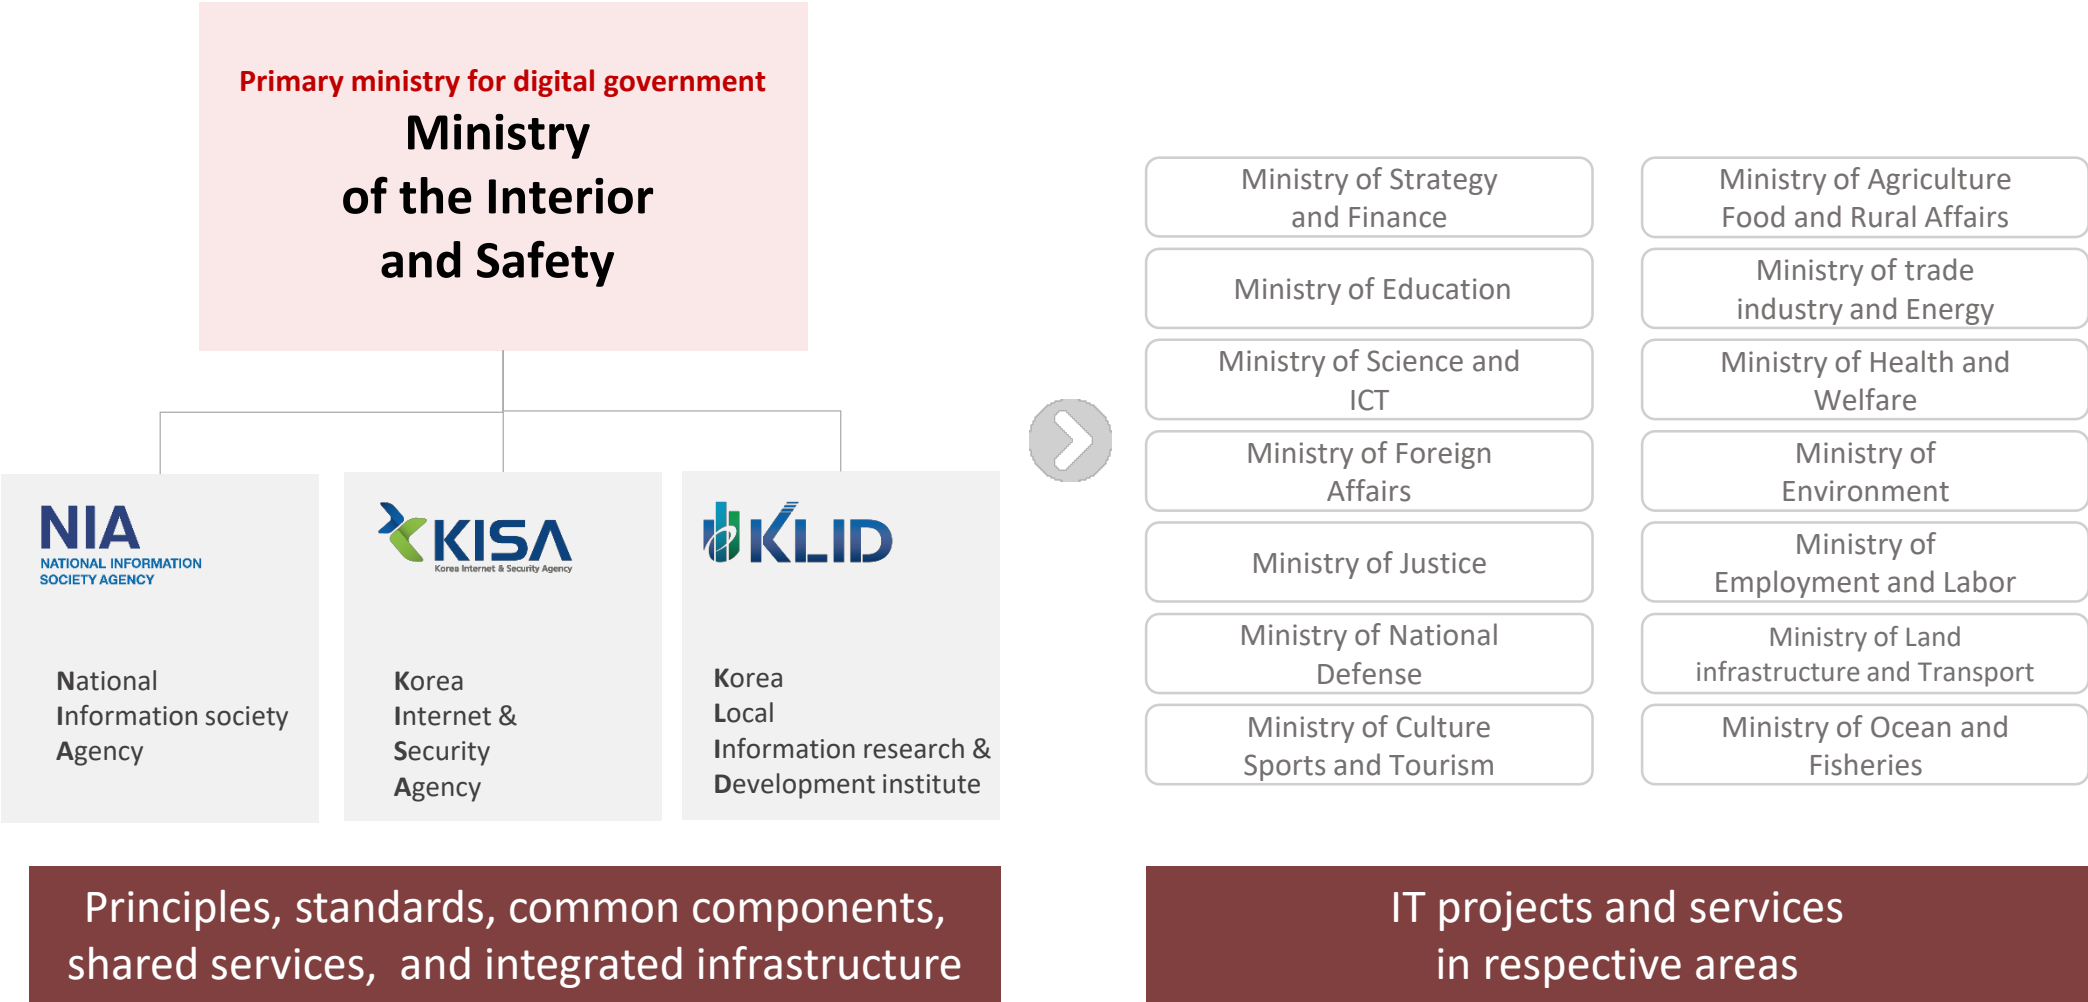 Primary ministry for digital government
Ministry
of the Interior
and Safety
NIA
NATIONAL INFORMATION
SOCIETY AGENCY
National
Information society
Agency
KISA
Korea Internet & Security Agency
Korea
Internet &
Security
Agency
KLID
Korea
Local
Information research &
Development institute
Principles, standards, common components,
shared services, and integrated infrastructure
Ministry of Strategy
and Finance
Ministry of Education
Ministry of Science and
ICT
Ministry of Foreign
Affairs
Ministry of Justice
Ministry of National
Defense
Ministry of Culture
Sports and Tourism
Ministry of Agriculture
Food and Rural Affairs
Ministry of trade
industry and Energy
Ministry of Health and
Welfare
Ministry of
Environment
Ministry of
Employment and Labor
Ministry of Land
infrastructure and Transport
Ministry of Ocean and
Fisheries
IT projects and services
in respective areas